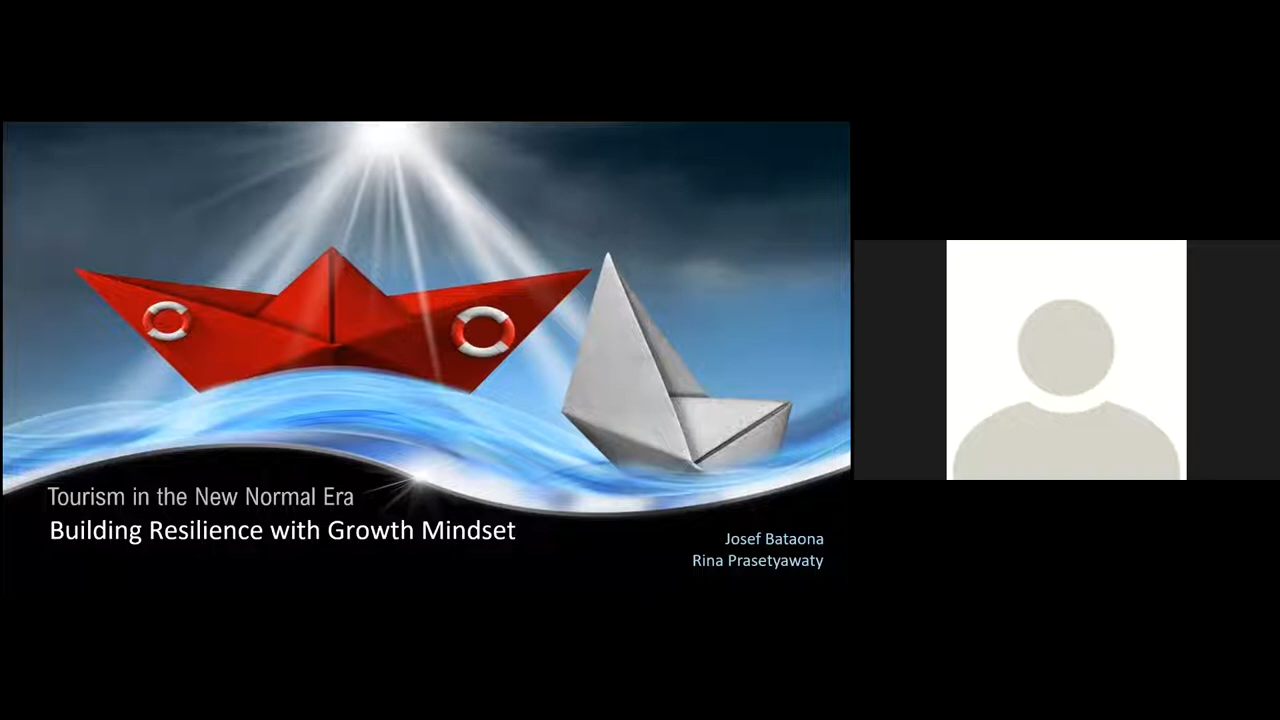 Tourism in the New Normal Era
Building Resilience with Growth Mindset
Josef Bataona
Rina Prasetyawaty